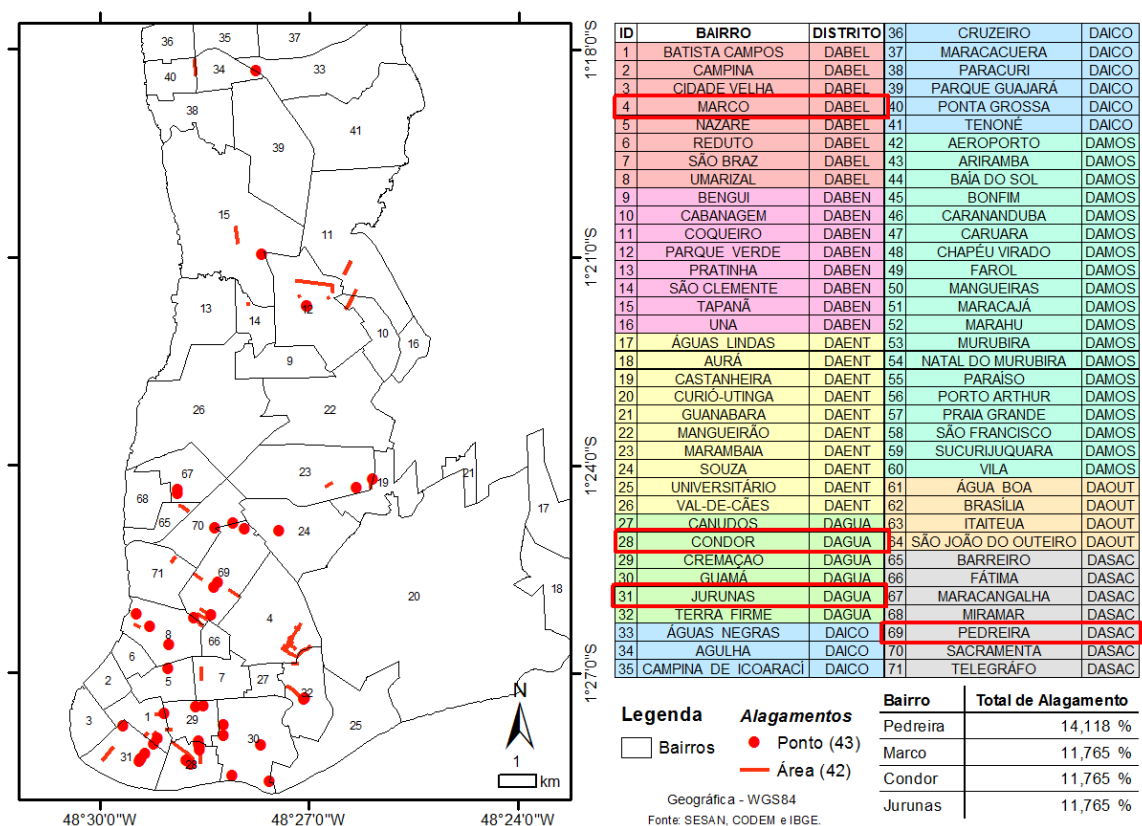 36 35 37
40 34 33
38
39 41
15
11
13 14 12
10 16
9
26 22
67 23 19 21
68
65 70 24 17
71 69 20 18
4
8 66
6
2 5 7 27 32
3 1 29 25
31 28 30
1°18'0"S
1°21'0"S
1°24'0"S
1°27'0"S
48°30'0"W 48°27'0"W 48°24'0"W
N
1
km
ID BAIRRO DISTRITO 36 CRUZEIRO DAICO
1 BATISTA CAMPOS DABEL 37 MARACACUERA DAICO
2 CAMPINA DABEL 38 PARACURI DAICO
3 CIDADE VELHA DABEL 39 PARQUE GUAJARÁ DAICO
4 MARCO DABEL 40 PONTA GROSSA DAICO
5 NAZARE DABEL 41 TENONÉ DAICO
6 REDUTO DABEL 42 AEROPORTO DAMOS
7 SÃO BRAZ DABEL 43 ARIRAMBA DAMOS
8 UMARIZAL DABEL 44 BAÍA DO SOL DAMOS
9 BENGUI DABEN 45 BONFIM DAMOS
10 CABANAGEM DABEN 46 CARANANDUBA DAMOS
11 COQUEIRO DABEN 47 CARUARA DAMOS
12 PARQUE VERDE DABEN 48 CHAPÉU VIRADO DAMOS
13 PRATINHA DABEN 49 FAROL DAMOS
14 SÃO CLEMENTE DABEN 50 MANGUEIRAS DAMOS
15 TAPANÃ DABEN 51 MARACAJÁ DAMOS
16 UNA DABEN 52 MARAHU DAMOS
17 ÁGUAS LINDAS DAENT 53 MURUBIRA DAMOS
18 AURÁ DAENT 54 NATAL DO MURUBIRA DAMOS
19 CASTANHEIRA DAENT 55 PARAÍSO DAMOS
20 CURIÓ-UTINGA DAENT 56 PORTO ARTHUR DAMOS
21 GUANABARA DAENT 57 PRAIA GRANDE DAMOS
22 MANGUEIRÃO DAENT 58 SÃO FRANCISCO DAMOS
23 MARAMBAIA DAENT 59 SUCURIJUQUARA DAMOS
24 SOUZA DAENT 60 VILA DAMOS
25 UNIVERSITÁRIO DAENT 61 ÁGUA BOA DAOUT
26 VAL-DE-CÃES DAENT 62 BRASÍLIA DAOUT
27 CANUDOS DAGUA 63 ITAITEUA DAOUT
28 CONDOR DAGUA 64 SÃO JOÃO DO OUTEIRO DAOUT
29 CREMAÇAO DAGUA 65 BARREIRO DASAC
30 GUAMÁ DAGUA 66 FÁTIMA DASAC
31 JURUNAS DAGUA 67 MARACANGALHA DASAC
32 TERRA FIRME DAGUA 68 MIRAMAR DASAC
33 ÁGUAS NEGRAS DAICO 69 PEDREIRA DASAC
34 AGULHA DAICO 70 SACRAMENTA DASAC
35 CAMPINA DE ICOARACÍ DAICO 71 TELEGRÁFO DASAC
Legenda
Bairros
Alagamentos
Ponto (43)
Área (42)
Geográfica - WGS84
Fonte: SESAN, CODEM e IBGE.
Bairro Total de Alagamento
Pedreira 14,118 %
Marco 11,765 %
Condor 11,765 %
Jurunas 11,765 %